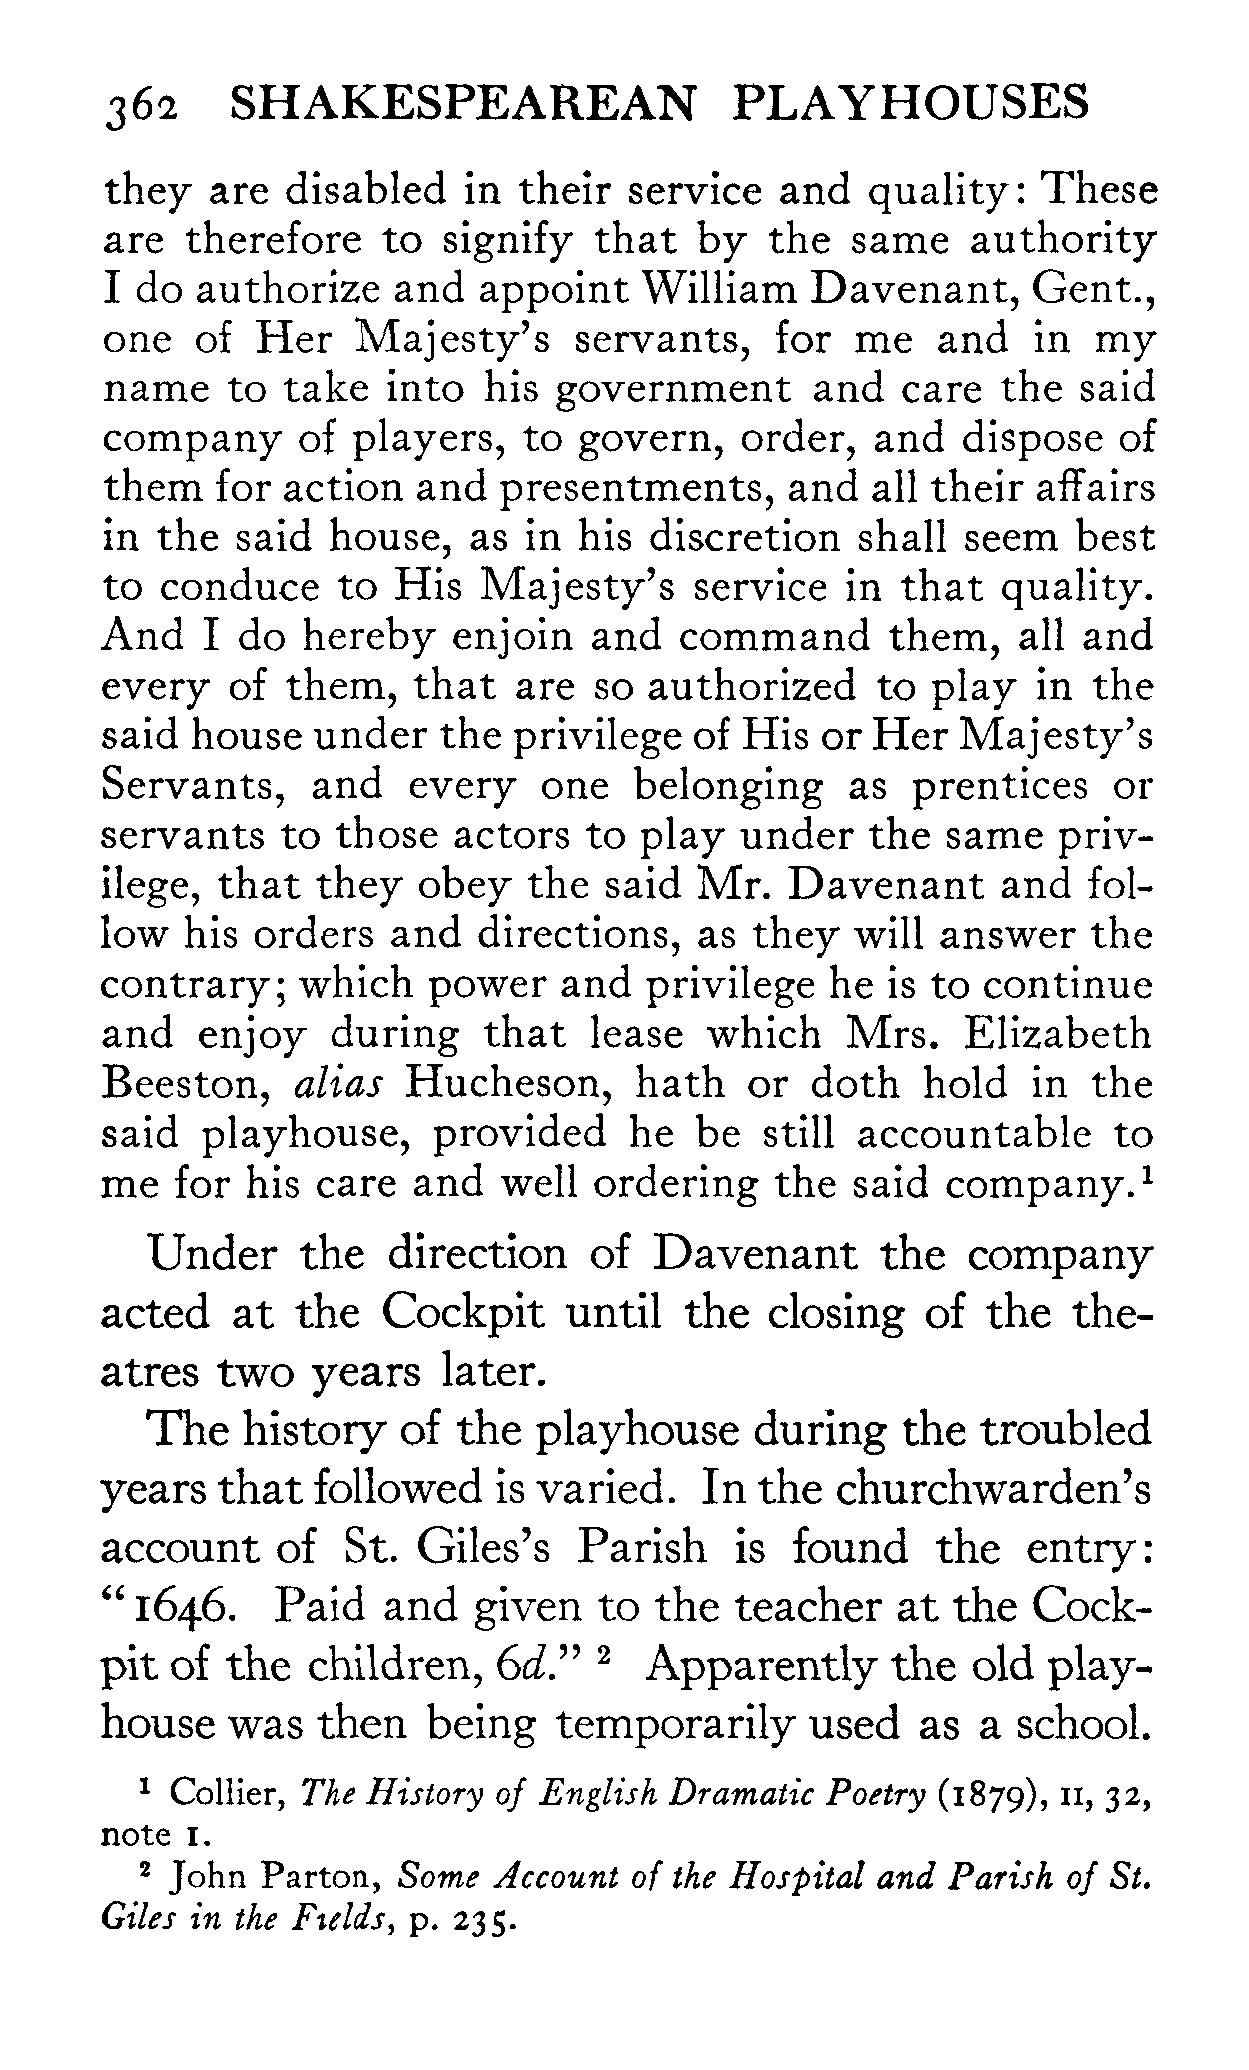 362 SHAKESPEAREAN PLAYHOUSES
they are disabled in their service and quality: These
are therefore to signify that by the same authority
I do authorize and appoint William Davenant, Gent.,
one of Her Majesty's servants, for me and in my
name to take into his government and care the said
company of players, to govern, order, and dispose of
them for action and presentments, and all their affairs
in the said house, as in his discretion shall seem best
to conduce to His Majesty's service in that quality.
And I do hereby enjoin and command them, all and
every of them, that are so authorized to play in the
said house under the privilege of His or Her Majesty's
Servants, and every one belonging as prentices or
servants to those actors to play under the same priv-
ilege, that they obey the said Mr. Davenant and fol-
low his orders and directions, as they will answer the
contrary; which power and privilege he is to continue
and enjoy during that lease which Mrs. Elizabeth
Beeston, alias Hucheson, hath or doth hold in the
said playhouse, provided he be still accountable to
me for his care and well ordering the said company.¹
Under the direction of Davenant the company
acted at the Cockpit until the closing of the the-
atres two years later.
The history of the playhouse during the troubled
years that followed is varied. In the churchwarden's
account of St. Giles's Parish is found the entry:
"1646. Paid and given to the teacher at the Cock-
pit of the children, 6d." ² Apparently the old play-
house was then being temporarily used as a school.
¹ Collier, The History of English Dramatic Poetry (1879), II, 32,
note 1.
² John Parton, Some Account of the Hospital and Parish of St.
Giles in the Fields, p. 235.